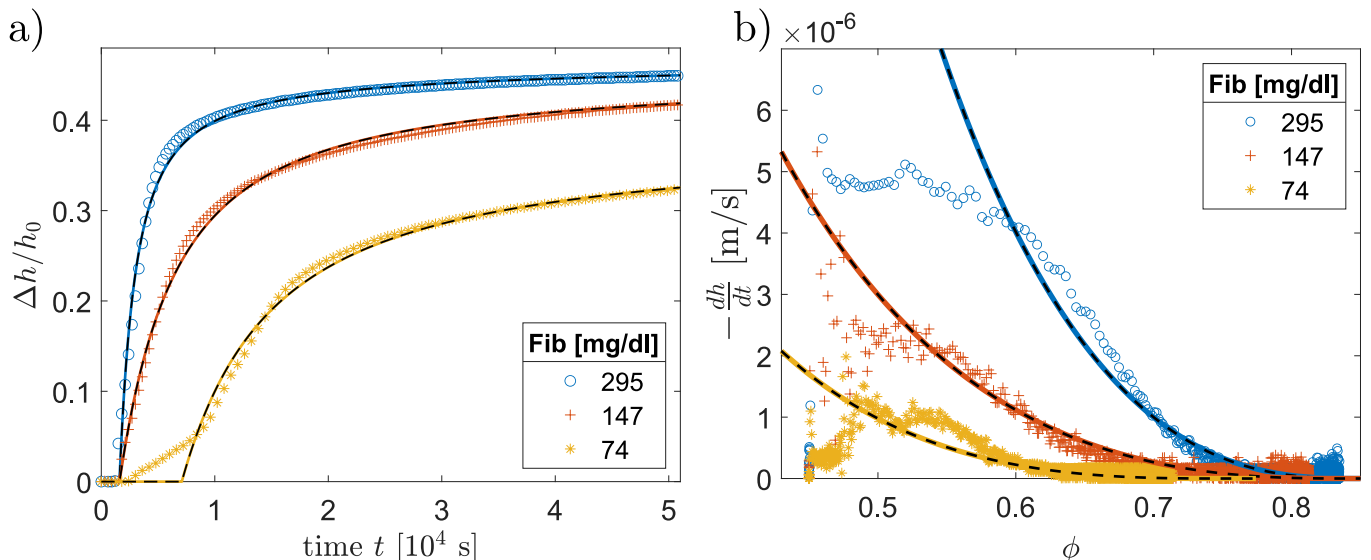 a)
Δh/h₀
0.4
0.3
0.2
0.1
0
0 1 2 3 4 5
time t [10⁴ s]
Fib [mg/dl]
295
147
74
b)
×10⁻⁶
−dh/dt [m/s]
6
5
4
3
2
1
0
0.5 0.6 0.7 0.8
ϕ
Fib [mg/dl]
295
147
74